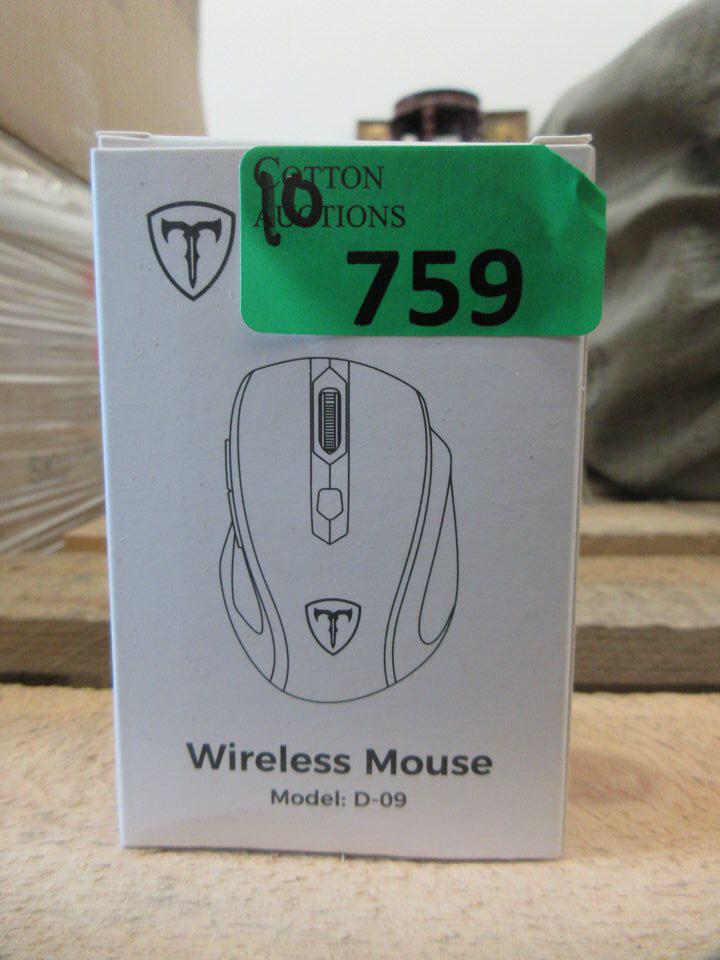 COTTON
10
AUCTIONS
759
Wireless Mouse
Model: D-09